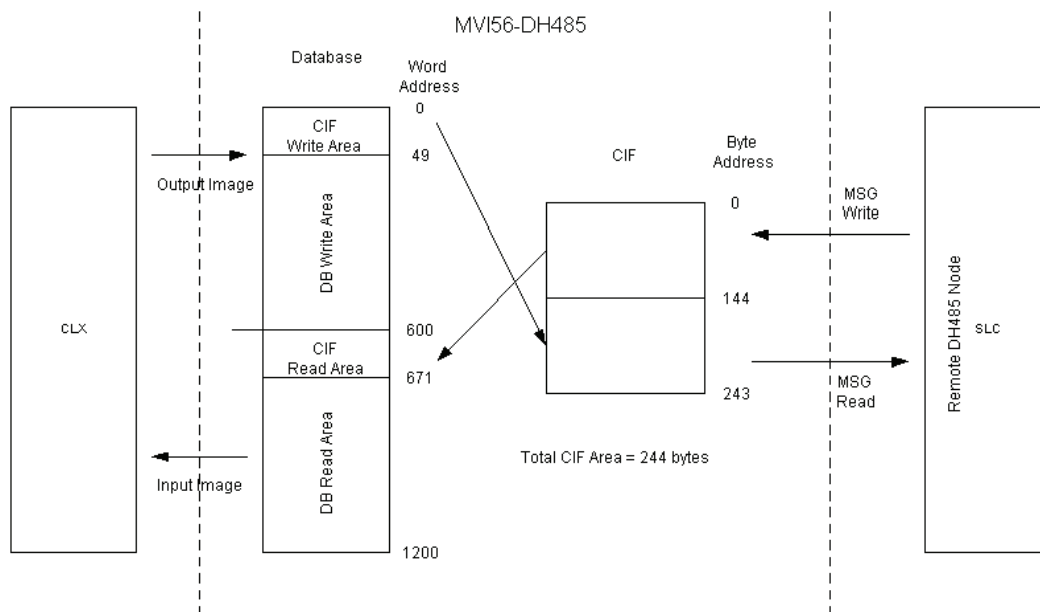 MVI56-DH485
Database
Word
Address
0
CIF
Write Area
49
CIF
Byte
Address
Output Image
DB Write Area
0
MSG
Write
144
CLX
600
CIF
Read Area
671
Remote DH485 Node
SLC
243
MSG
Read
DB Read Area
Total CIF Area = 244 bytes
Input Image
1200